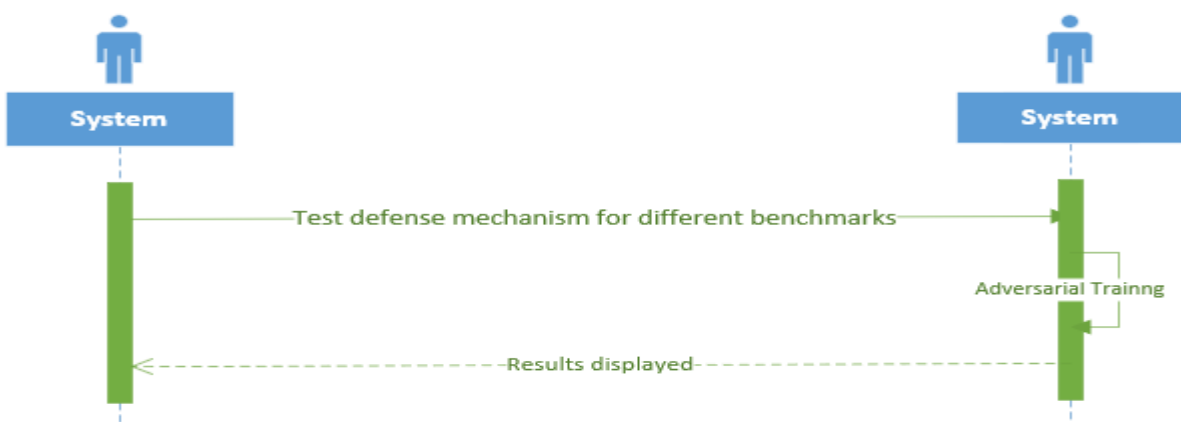 System
System
Test defense mechanism for different benchmarks
Adversarial Trainng
Results displayed